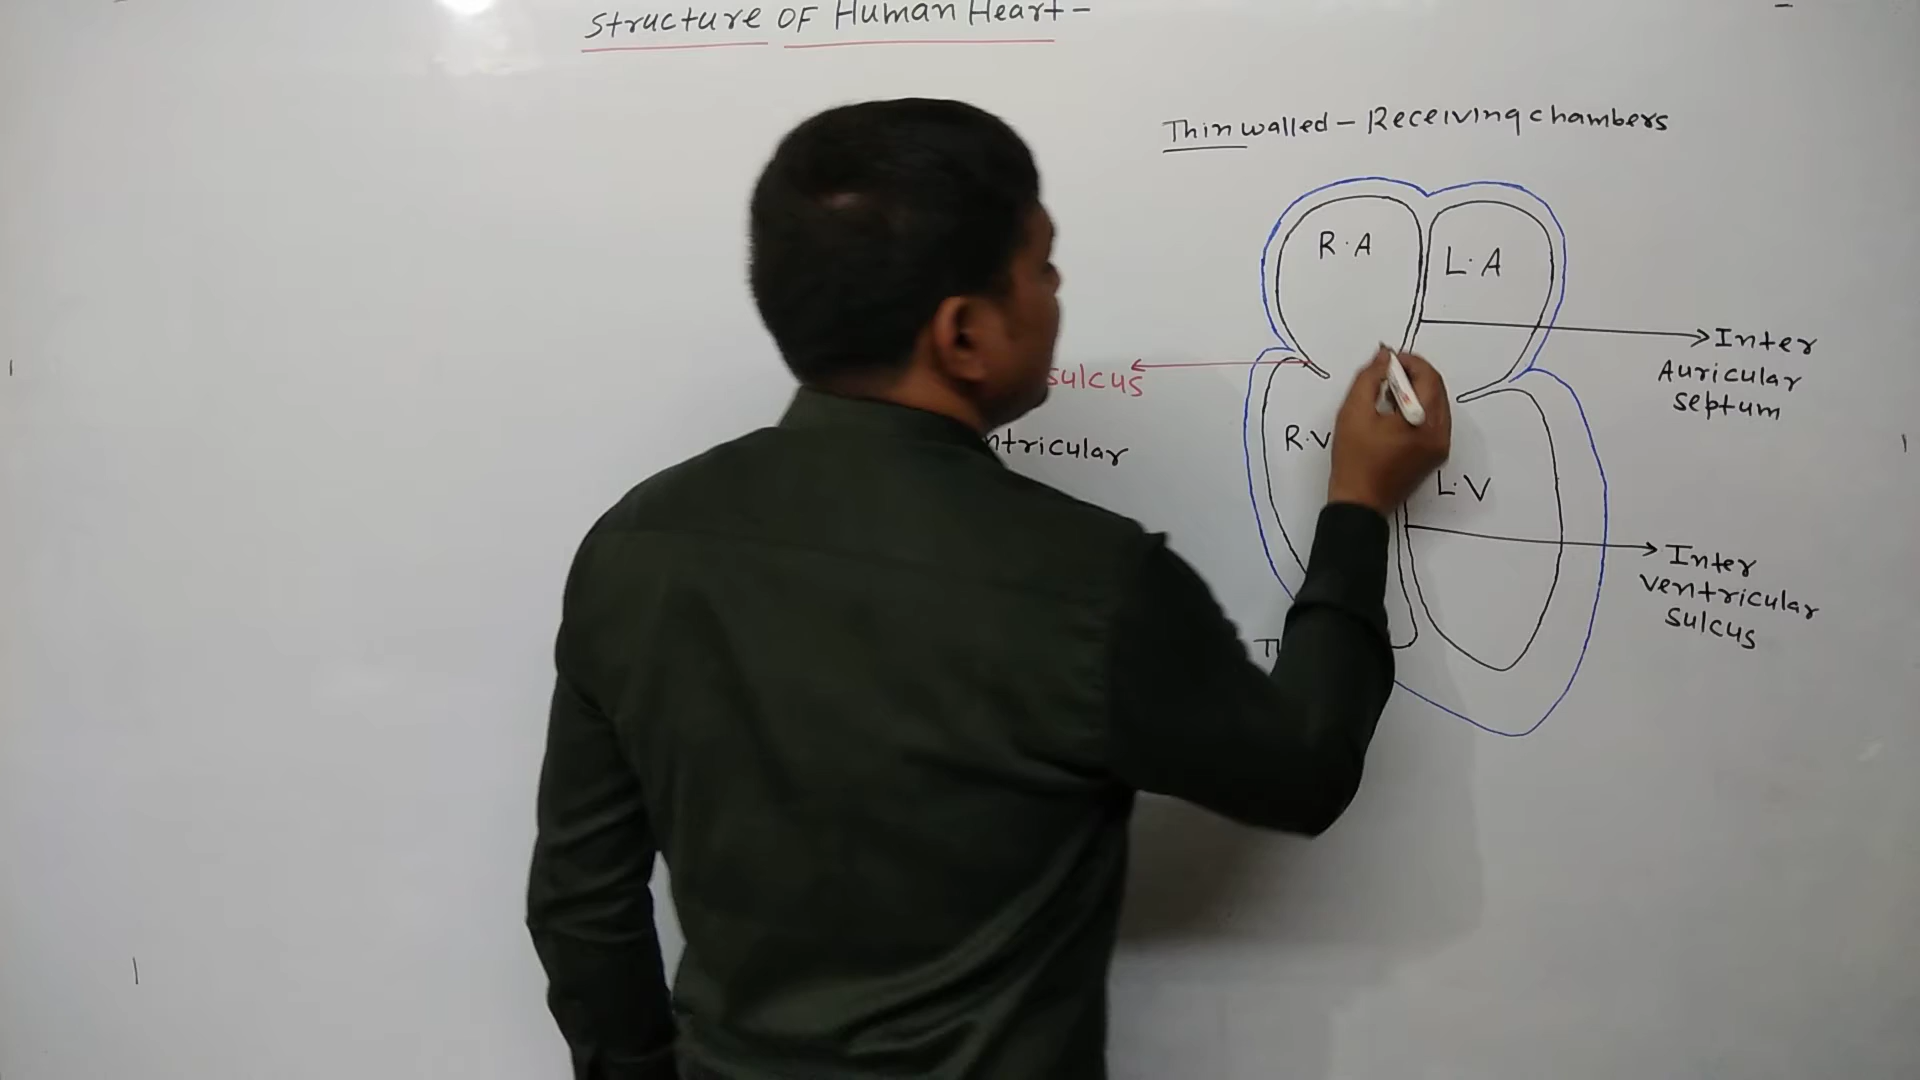 Structure OF Human Heart -
Thin walled - Receiving chambers
R.A
L.A
Inter
Auricular
septum
sulcus
ntricular
R.V
L.V
Inter
ventricular
sulcus